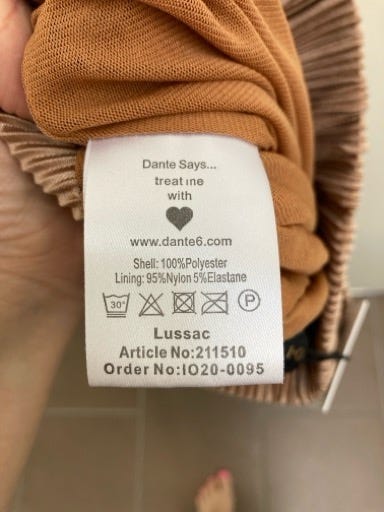 Dante Says...
treat me
with
www.dante6.com
Shell: 100%Polyester
Lining: 95%Nylon 5%Elastane
30°
P
Lussac
Article No:211510
Order No:IO20-0095